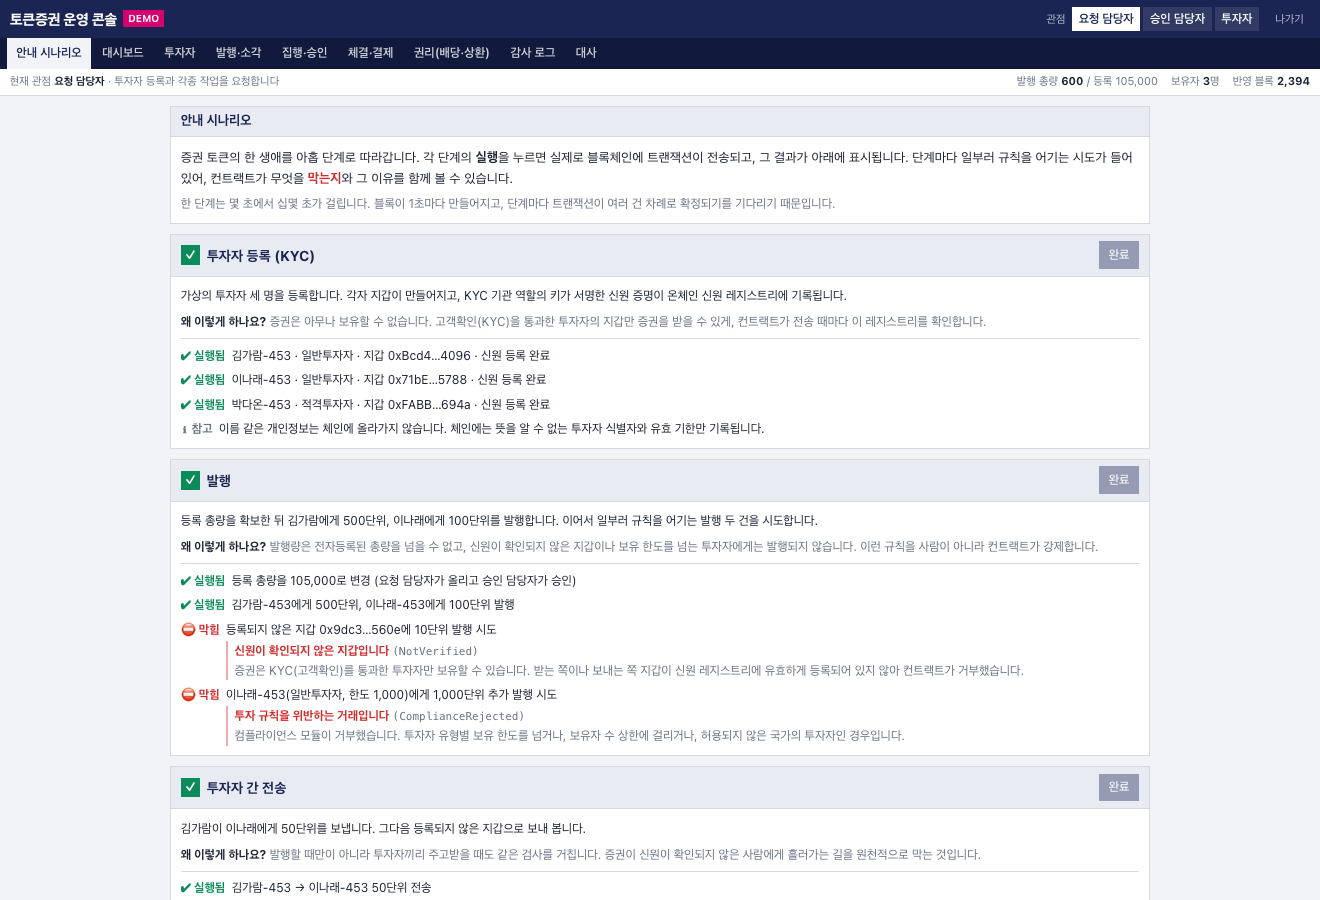 토큰증권 운영 콘솔 DEMO
관점 요청 담당자 승인 담당자 투자자 나가기
안내 시나리오 대시보드 투자자 발행·소각 집행·승인 체결·결제 권리(배당·상환) 감사 로그 대사
현재 관점 요청 담당자 · 투자자 등록과 각종 작업을 요청합니다
발행 총량 600 / 등록 105,000 보유자 3명 반영 블록 2,394
안내 시나리오
증권 토큰의 한 생애를 아홉 단계로 따라갑니다. 각 단계의 실행을 누르면 실제로 블록체인에 트랜잭션이 전송되고, 그 결과가 아래에 표시됩니다. 단계마다 일부러 규칙을 어기는 시도가 들어
있어, 컨트랙트가 무엇을 막는지와 그 이유를 함께 볼 수 있습니다.
한 단계는 몇 초에서 십몇 초가 걸립니다. 블록이 1초마다 만들어지고, 단계마다 트랜잭션이 여러 건 차례로 확정되기를 기다리기 때문입니다.
투자자 등록 (KYC) 완료
가상의 투자자 세 명을 등록합니다. 각자 지갑이 만들어지고, KYC 기관 역할의 키가 서명한 신원 증명이 온체인 신원 레지스트리에 기록됩니다.
왜 이렇게 하나요? 증권은 아무나 보유할 수 없습니다. 고객확인(KYC)을 통과한 투자자의 지갑만 증권을 받을 수 있게, 컨트랙트가 전송 때마다 이 레지스트리를 확인합니다.
✔ 실행됨 김가람-453 · 일반투자자 · 지갑 0xBcd4…4096 · 신원 등록 완료
✔ 실행됨 이나래-453 · 일반투자자 · 지갑 0x71bE…5788 · 신원 등록 완료
✔ 실행됨 박다온-453 · 적격투자자 · 지갑 0xFABB…694a · 신원 등록 완료
ℹ 참고 이름 같은 개인정보는 체인에 올라가지 않습니다. 체인에는 뜻을 알 수 없는 투자자 식별자와 유효 기한만 기록됩니다.
발행 완료
등록 총량을 확보한 뒤 김가람에게 500단위, 이나래에게 100단위를 발행합니다. 이어서 일부러 규칙을 어기는 발행 두 건을 시도합니다.
왜 이렇게 하나요? 발행량은 전자등록된 총량을 넘을 수 없고, 신원이 확인되지 않은 지갑이나 보유 한도를 넘는 투자자에게는 발행되지 않습니다. 이런 규칙을 사람이 아니라 컨트랙트가 강제합니다.
✔ 실행됨 등록 총량을 105,000로 변경 (요청 담당자가 올리고 승인 담당자가 승인)
✔ 실행됨 김가람-453에게 500단위, 이나래-453에게 100단위 발행
⛔ 막힘 등록되지 않은 지갑 0x9dc3…560e에 10단위 발행 시도
신원이 확인되지 않은 지갑입니다 (NotVerified)
증권은 KYC(고객확인)를 통과한 투자자만 보유할 수 있습니다. 받는 쪽이나 보내는 쪽 지갑이 신원 레지스트리에 유효하게 등록되어 있지 않아 컨트랙트가 거부했습니다.
⛔ 막힘 이나래-453(일반투자자, 한도 1,000)에게 1,000단위 추가 발행 시도
투자 규칙을 위반하는 거래입니다 (ComplianceRejected)
컴플라이언스 모듈이 거부했습니다. 투자자 유형별 보유 한도를 넘거나, 보유자 수 상한에 걸리거나, 허용되지 않은 국가의 투자자인 경우입니다.
투자자 간 전송 완료
김가람이 이나래에게 50단위를 보냅니다. 그다음 등록되지 않은 지갑으로 보내 봅니다.
왜 이렇게 하나요? 발행할 때만이 아니라 투자자끼리 주고받을 때도 같은 검사를 거칩니다. 증권이 신원이 확인되지 않은 사람에게 흘러가는 길을 원천적으로 막는 것입니다.
✔ 실행됨 김가람-453 → 이나래-453 50단위 전송